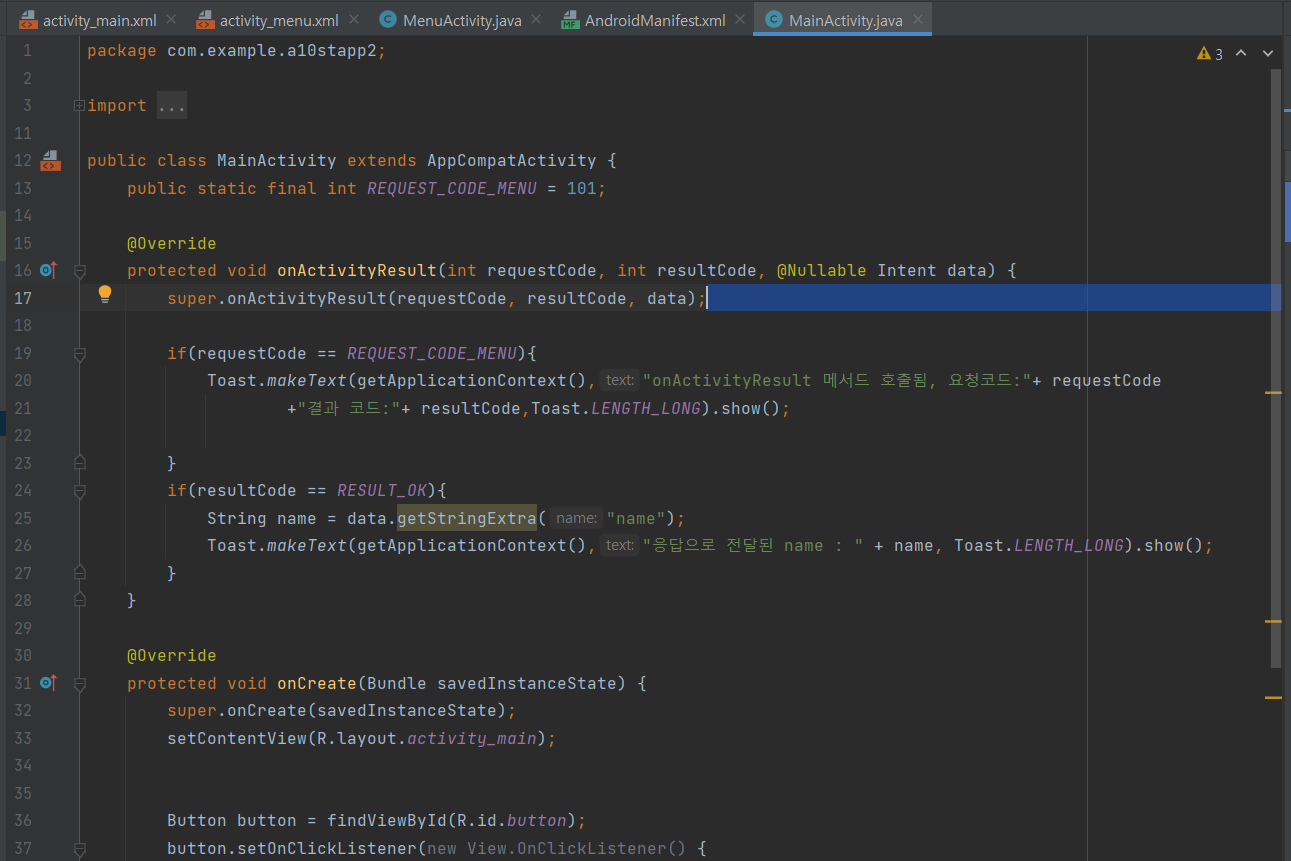 activity_main.xml activity_menu.xml MenuActivity.java AndroidManifest.xml MainActivity.java
1 package com.example.a10stapp2; 3
2
3 import ...
11
12 public class MainActivity extends AppCompatActivity {
13 public static final int REQUEST_CODE_MENU = 101;
14
15 @Override
16 protected void onActivityResult(int requestCode, int resultCode, @Nullable Intent data) {
17 super.onActivityResult(requestCode, resultCode, data);
18
19 if(requestCode == REQUEST_CODE_MENU){
20 Toast.makeText(getApplicationContext(), text: "onActivityResult 메서드 호출됨, 요청코드:"+ requestCode
21 +"결과 코드:"+ resultCode,Toast.LENGTH_LONG).show();
22
23 }
24 if(resultCode == RESULT_OK){
25 String name = data.getStringExtra( name: "name");
26 Toast.makeText(getApplicationContext(), text: "응답으로 전달된 name : " + name, Toast.LENGTH_LONG).show();
27 }
28 }
29
30 @Override
31 protected void onCreate(Bundle savedInstanceState) {
32 super.onCreate(savedInstanceState);
33 setContentView(R.layout.activity_main);
34
35
36 Button button = findViewById(R.id.button);
37 button.setOnClickListener(new View.OnClickListener() {